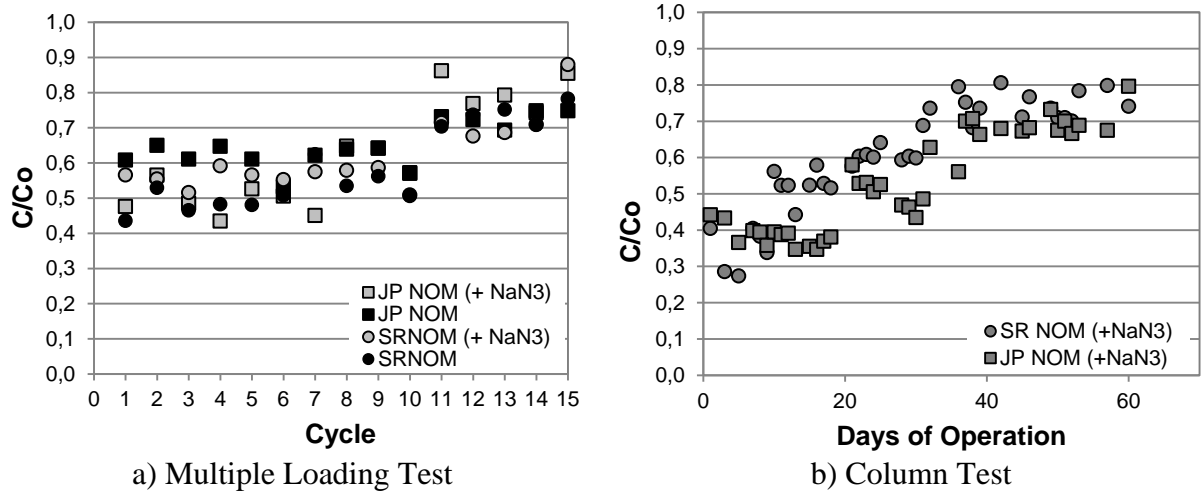 1,0
0,9
0,8
0,7
0,6
0,5
0,4
0,3
0,2
0,1
0,0
C/Co
JP NOM (+ NaN3)
JP NOM
SRNOM (+ NaN3)
SRNOM
0 1 2 3 4 5 6 7 8 9 10 11 12 13 14 15
Cycle
a) Multiple Loading Test
1,0
0,9
0,8
0,7
0,6
0,5
0,4
0,3
0,2
0,1
0,0
C/Co
SR NOM (+NaN3)
JP NOM (+NaN3)
0 20 40 60
Days of Operation
b) Column Test